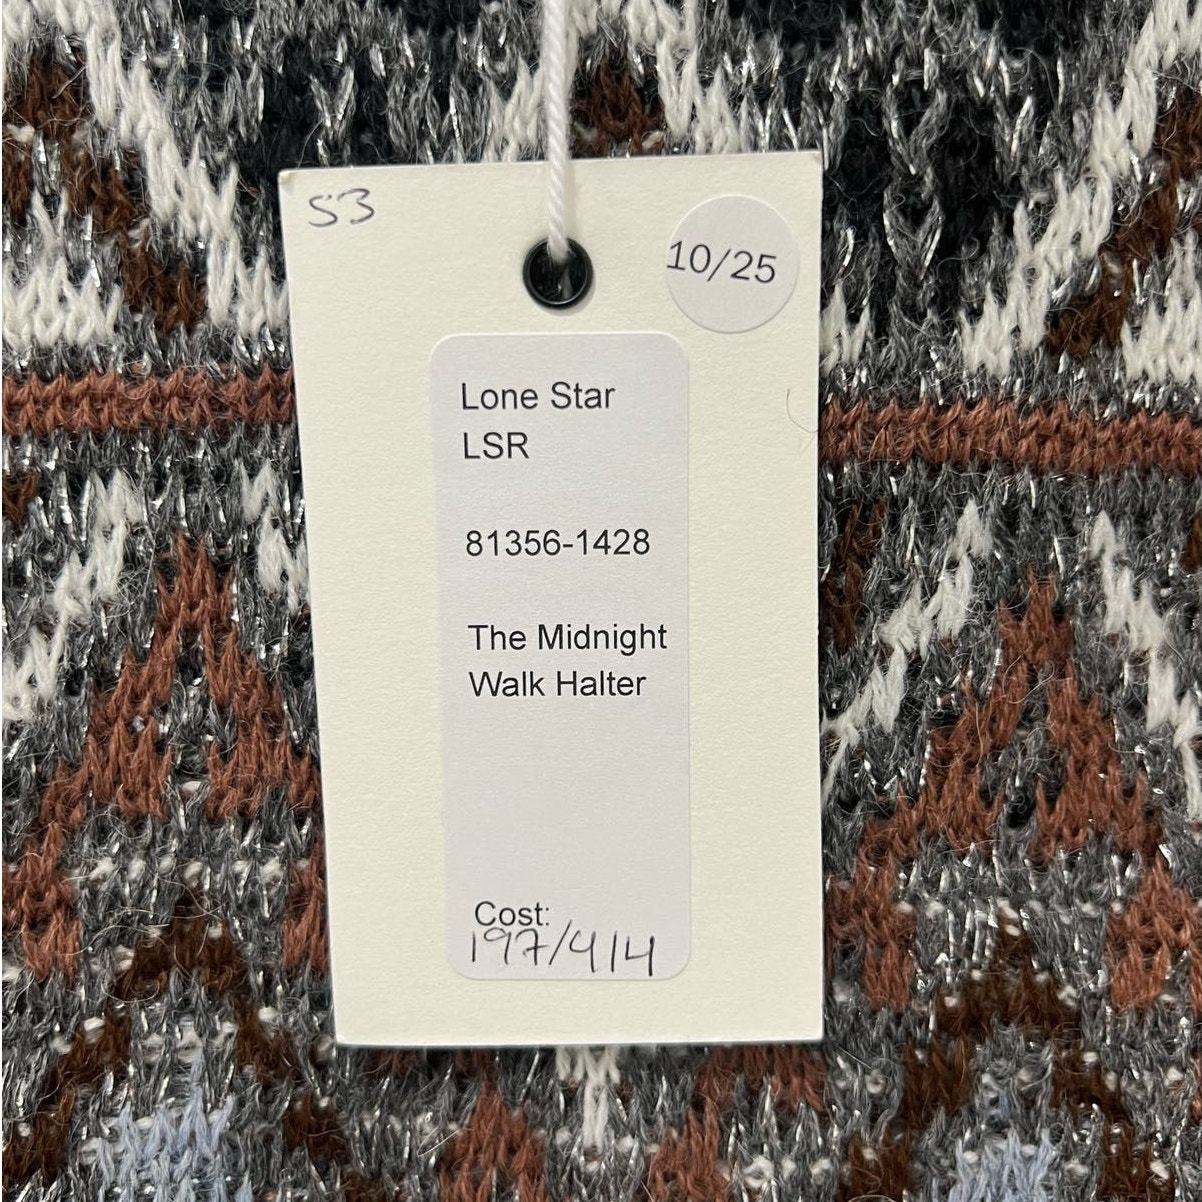 S3
10/25
Lone Star
LSR
81356-1428
The Midnight
Walk Halter
Cost:
197/414